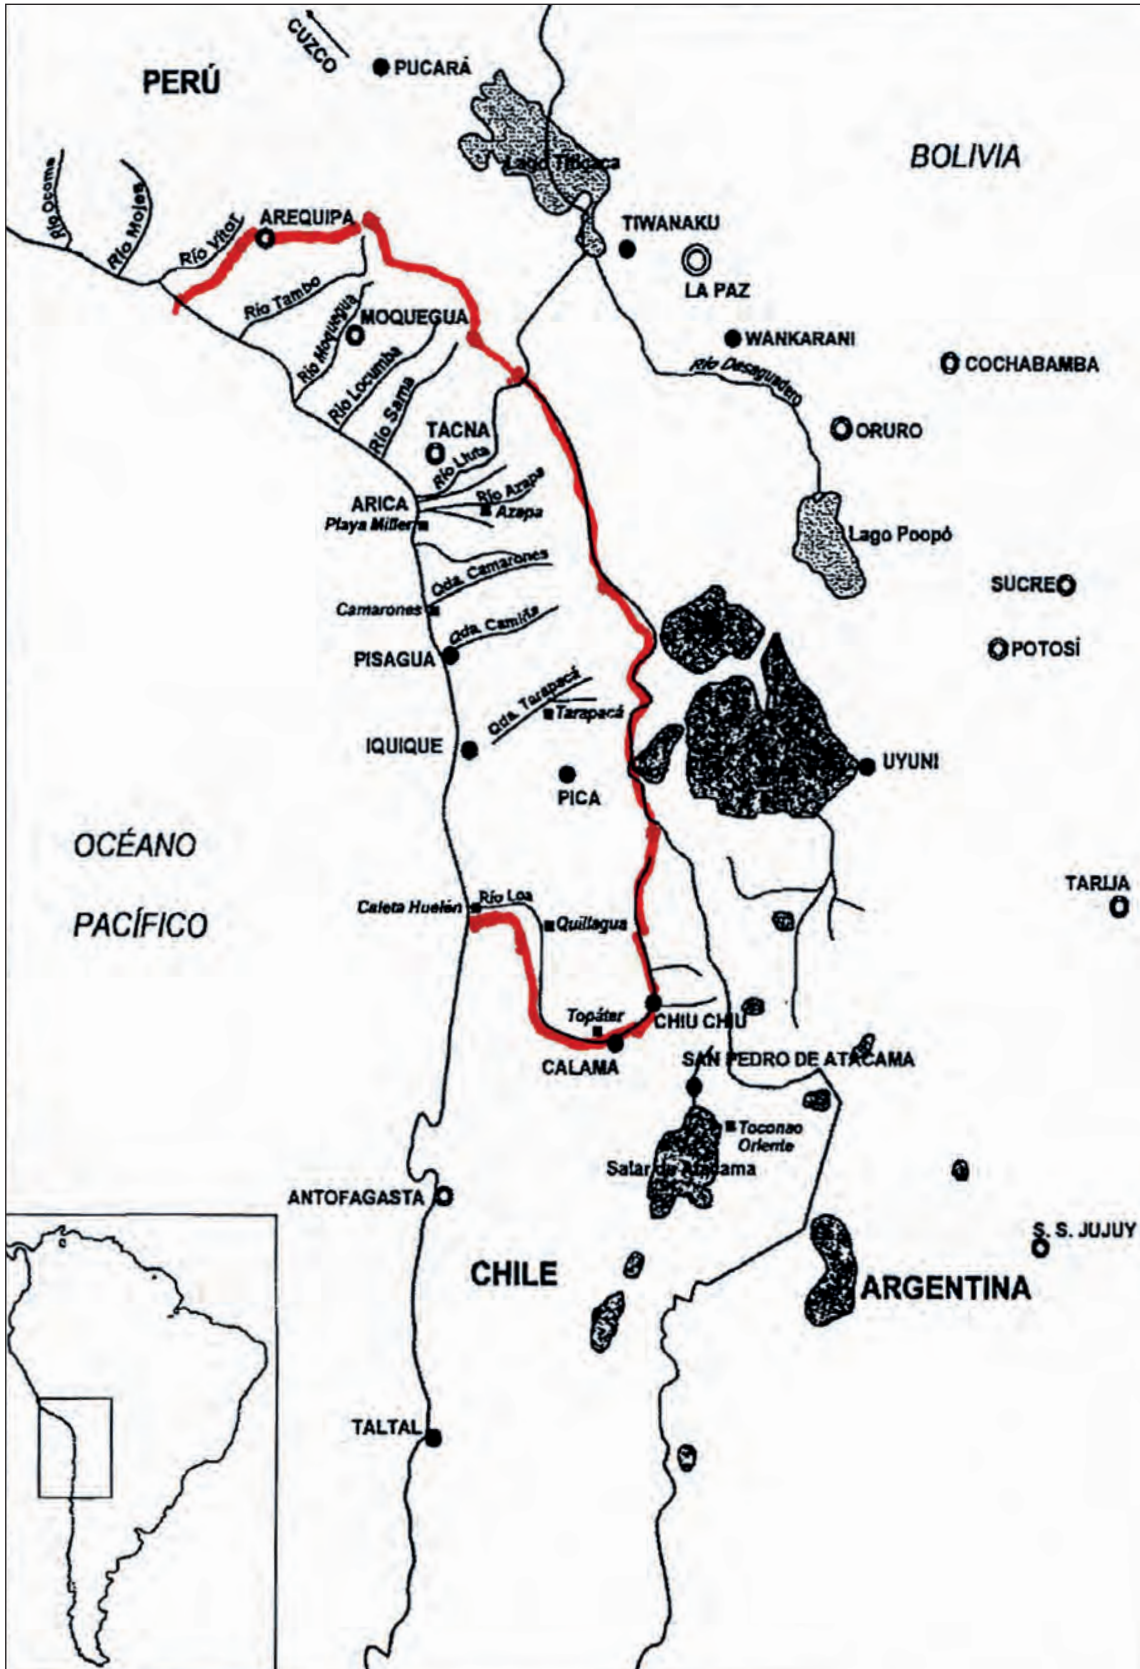 CUZCO
PUCARÁ
PERÚ
Lago Titicaca
BOLIVIA
Río Ocoma
Río Mojes
Río Vitor
AREQUIPA
TIWANAKU
LA PAZ
Río Tambo
Río Moquegua
MOQUEGUA
WANKARANI
Río Desaguadero
COCHABAMBA
Río Locumba
Río Sama
TACNA
ORURO
Río Lluta
ARICA
Río Azapa
Azapa
Playa Miller
Lago Poopó
Qda. Camarones
SUCRE
Camarones
Qda. Camiña
PISAGUA
POTOSÍ
Qda. Tarapacá
Tarapacá
IQUIQUE
UYUNI
PICA
OCÉANO
PACÍFICO
TARIJA
Río Loa
Caleta Huelén
Quillagua
Topáter
CHIU CHIU
CALAMA
SAN PEDRO DE ATACAMA
Toconao
Oriente
Salar de Atacama
ANTOFAGASTA
S. S. JUJUY
CHILE
ARGENTINA
TALTAL